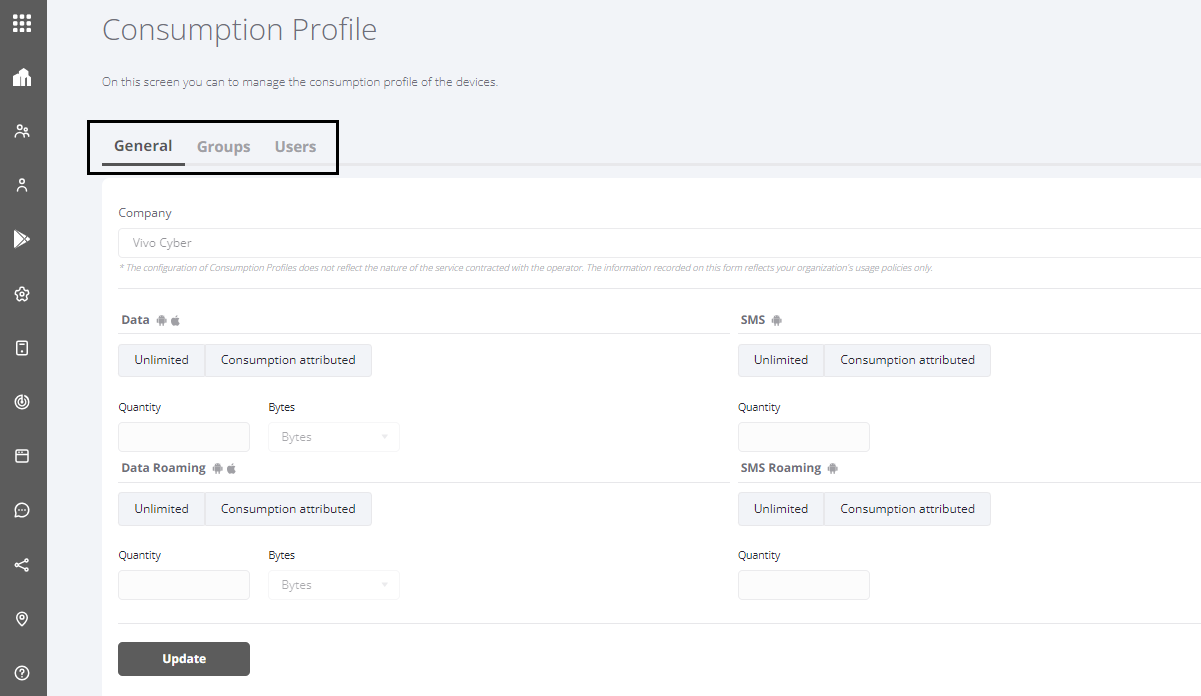 Consumption Profile
On this screen you can to manage the consumption profile of the devices.
General Groups Users
Company
Vivo Cyber
* The configuration of Consumption Profiles does not reflect the nature of the service contracted with the operator. The information recorded on this form reflects your organization's usage policies only.
Data SMS
Unlimited Consumption attributed Unlimited Consumption attributed
Quantity Bytes Quantity
Bytes
Data Roaming SMS Roaming
Unlimited Consumption attributed Unlimited Consumption attributed
Quantity Bytes Quantity
Bytes
Update